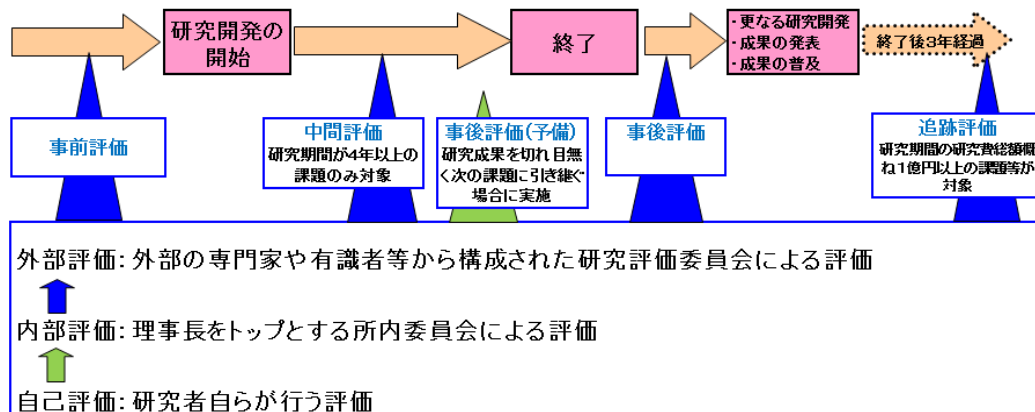 研究開発の
開始
終了
・更なる研究開発
・成果の発表
・成果の普及
終了後3年経過
事前評価
中間評価
研究期間が4年以上の
課題のみ対象
事後評価(予備)
研究成果を切れ目無
く次の課題に引き継ぐ
場合に実施
事後評価
追跡評価
研究期間の研究費総額概
ね1億円以上の課題等が
対象
外部評価：外部の専門家や有識者等から構成された研究評価委員会による評価
内部評価：理事長をトップとする所内委員会による評価
自己評価：研究者自らが行う評価